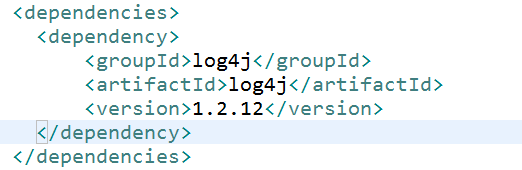 <dependencies>
<dependency>
<groupId>log4j</groupId>
<artifactId>log4j</artifactId>
<version>1.2.12</version>
</dependency>
</dependencies>